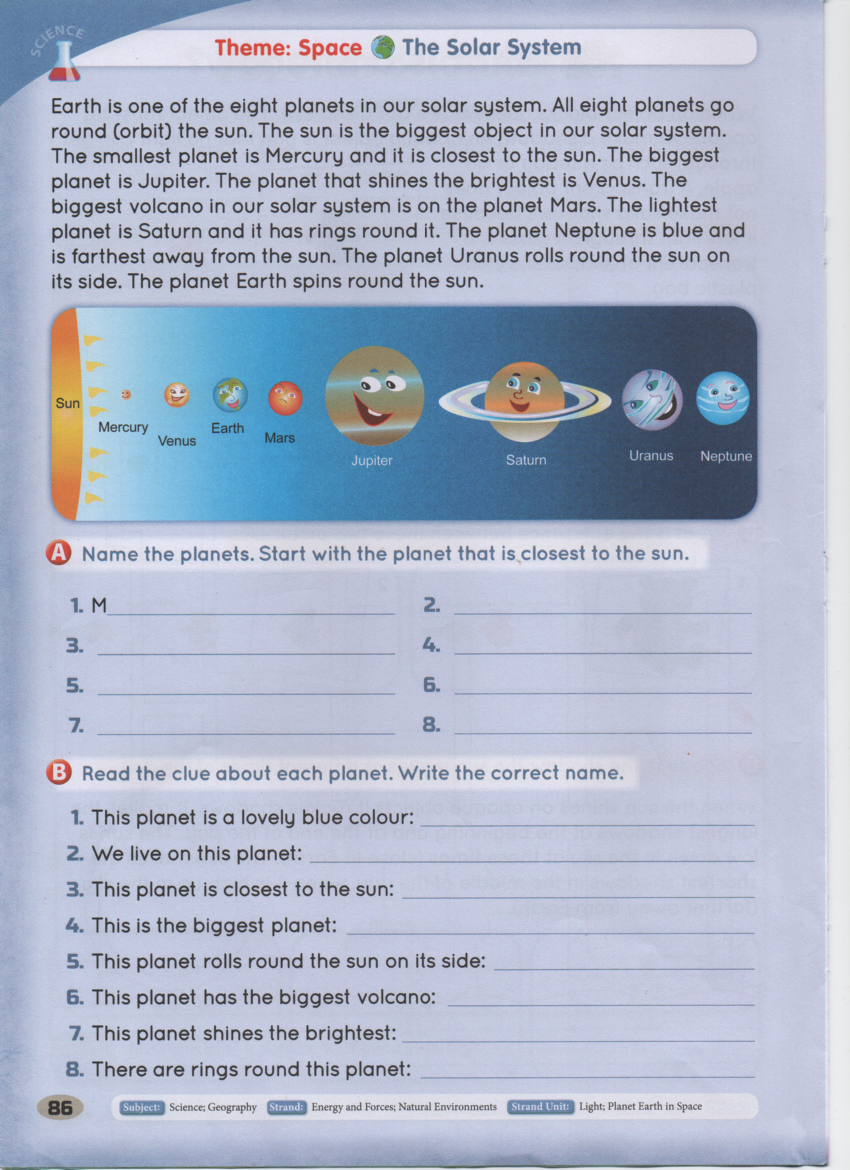 SCIENCE
Theme: Space The Solar System
Earth is one of the eight planets in our solar system. All eight planets go
round (orbit) the sun. The sun is the biggest object in our solar system.
The smallest planet is Mercury and it is closest to the sun. The biggest
planet is Jupiter. The planet that shines the brightest is Venus. The
biggest volcano in our solar system is on the planet Mars. The lightest
planet is Saturn and it has rings round it. The planet Neptune is blue and
is farthest away from the sun. The planet Uranus rolls round the sun on
its side. The planet Earth spins round the sun.
Sun
Mercury
Venus
Earth
Mars
Jupiter
Saturn
Uranus
Neptune
A Name the planets. Start with the planet that is closest to the sun.
1. M 2.
3. 4.
5. 6.
7. 8.
B Read the clue about each planet. Write the correct name.
1. This planet is a lovely blue colour:
2. We live on this planet:
3. This planet is closest to the sun:
4. This is the biggest planet:
5. This planet rolls round the sun on its side:
6. This planet has the biggest volcano:
7. This planet shines the brightest:
8. There are rings round this planet:
86 Subject: Science; Geography Strand: Energy and Forces; Natural Environments Strand Unit: Light; Planet Earth in Space